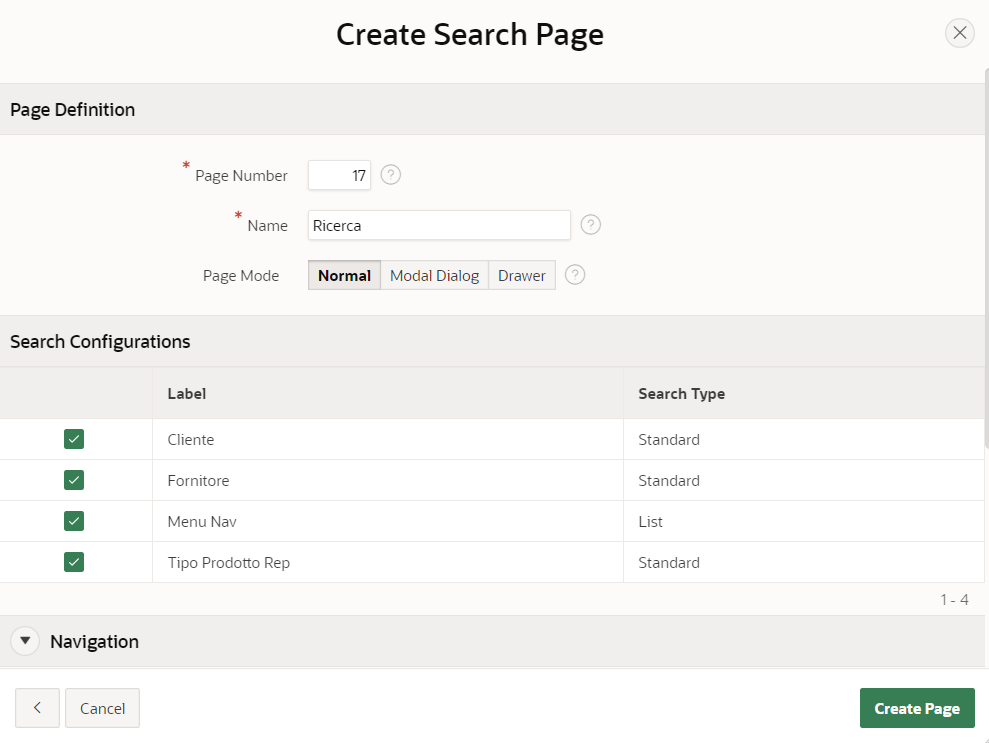 Create Search Page
Page Definition
* Page Number 17 ?
* Name Ricerca ?
Page Mode Normal Modal Dialog Drawer ?
Search Configurations
Label Search Type
Cliente Standard
Fornitore Standard
Menu Nav List
Tipo Prodotto Rep Standard
1 - 4
Navigation
Cancel Create Page